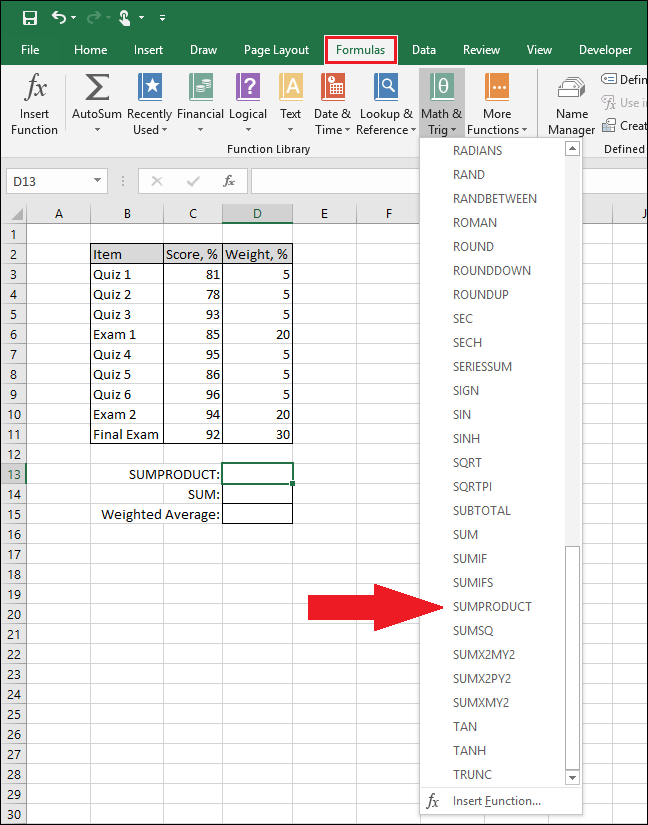 File Home Insert Draw Page Layout Formulas Data Review View Developer
fx Σ ? A θ
Insert Function
AutoSum
Recently Used
Financial
Logical
Text
Date & Time
Lookup & Reference
Math & Trig
More Functions
Name Manager
Defin
Use in
Creat
Function Library
Defined
D13 fx
A B C D E F J
1
2 Item Score, % Weight, %
3 Quiz 1 81 5
4 Quiz 2 78 5
5 Quiz 3 93 5
6 Exam 1 85 20
7 Quiz 4 95 5
8 Quiz 5 86 5
9 Quiz 6 96 5
10 Exam 2 94 20
11 Final Exam 92 30
12
13 SUMPRODUCT:
14 SUM:
15 Weighted Average:
16
17
18
19
20
21
22
23
24
25
26
27
28
29
30
RADIANS
RAND
RANDBETWEEN
ROMAN
ROUND
ROUNDDOWN
ROUNDUP
SEC
SECH
SERIESSUM
SIGN
SIN
SINH
SQRT
SQRTPI
SUBTOTAL
SUM
SUMIF
SUMIFS
SUMPRODUCT
SUMSQ
SUMX2MY2
SUMX2PY2
SUMXMY2
TAN
TANH
TRUNC
fx Insert Function...